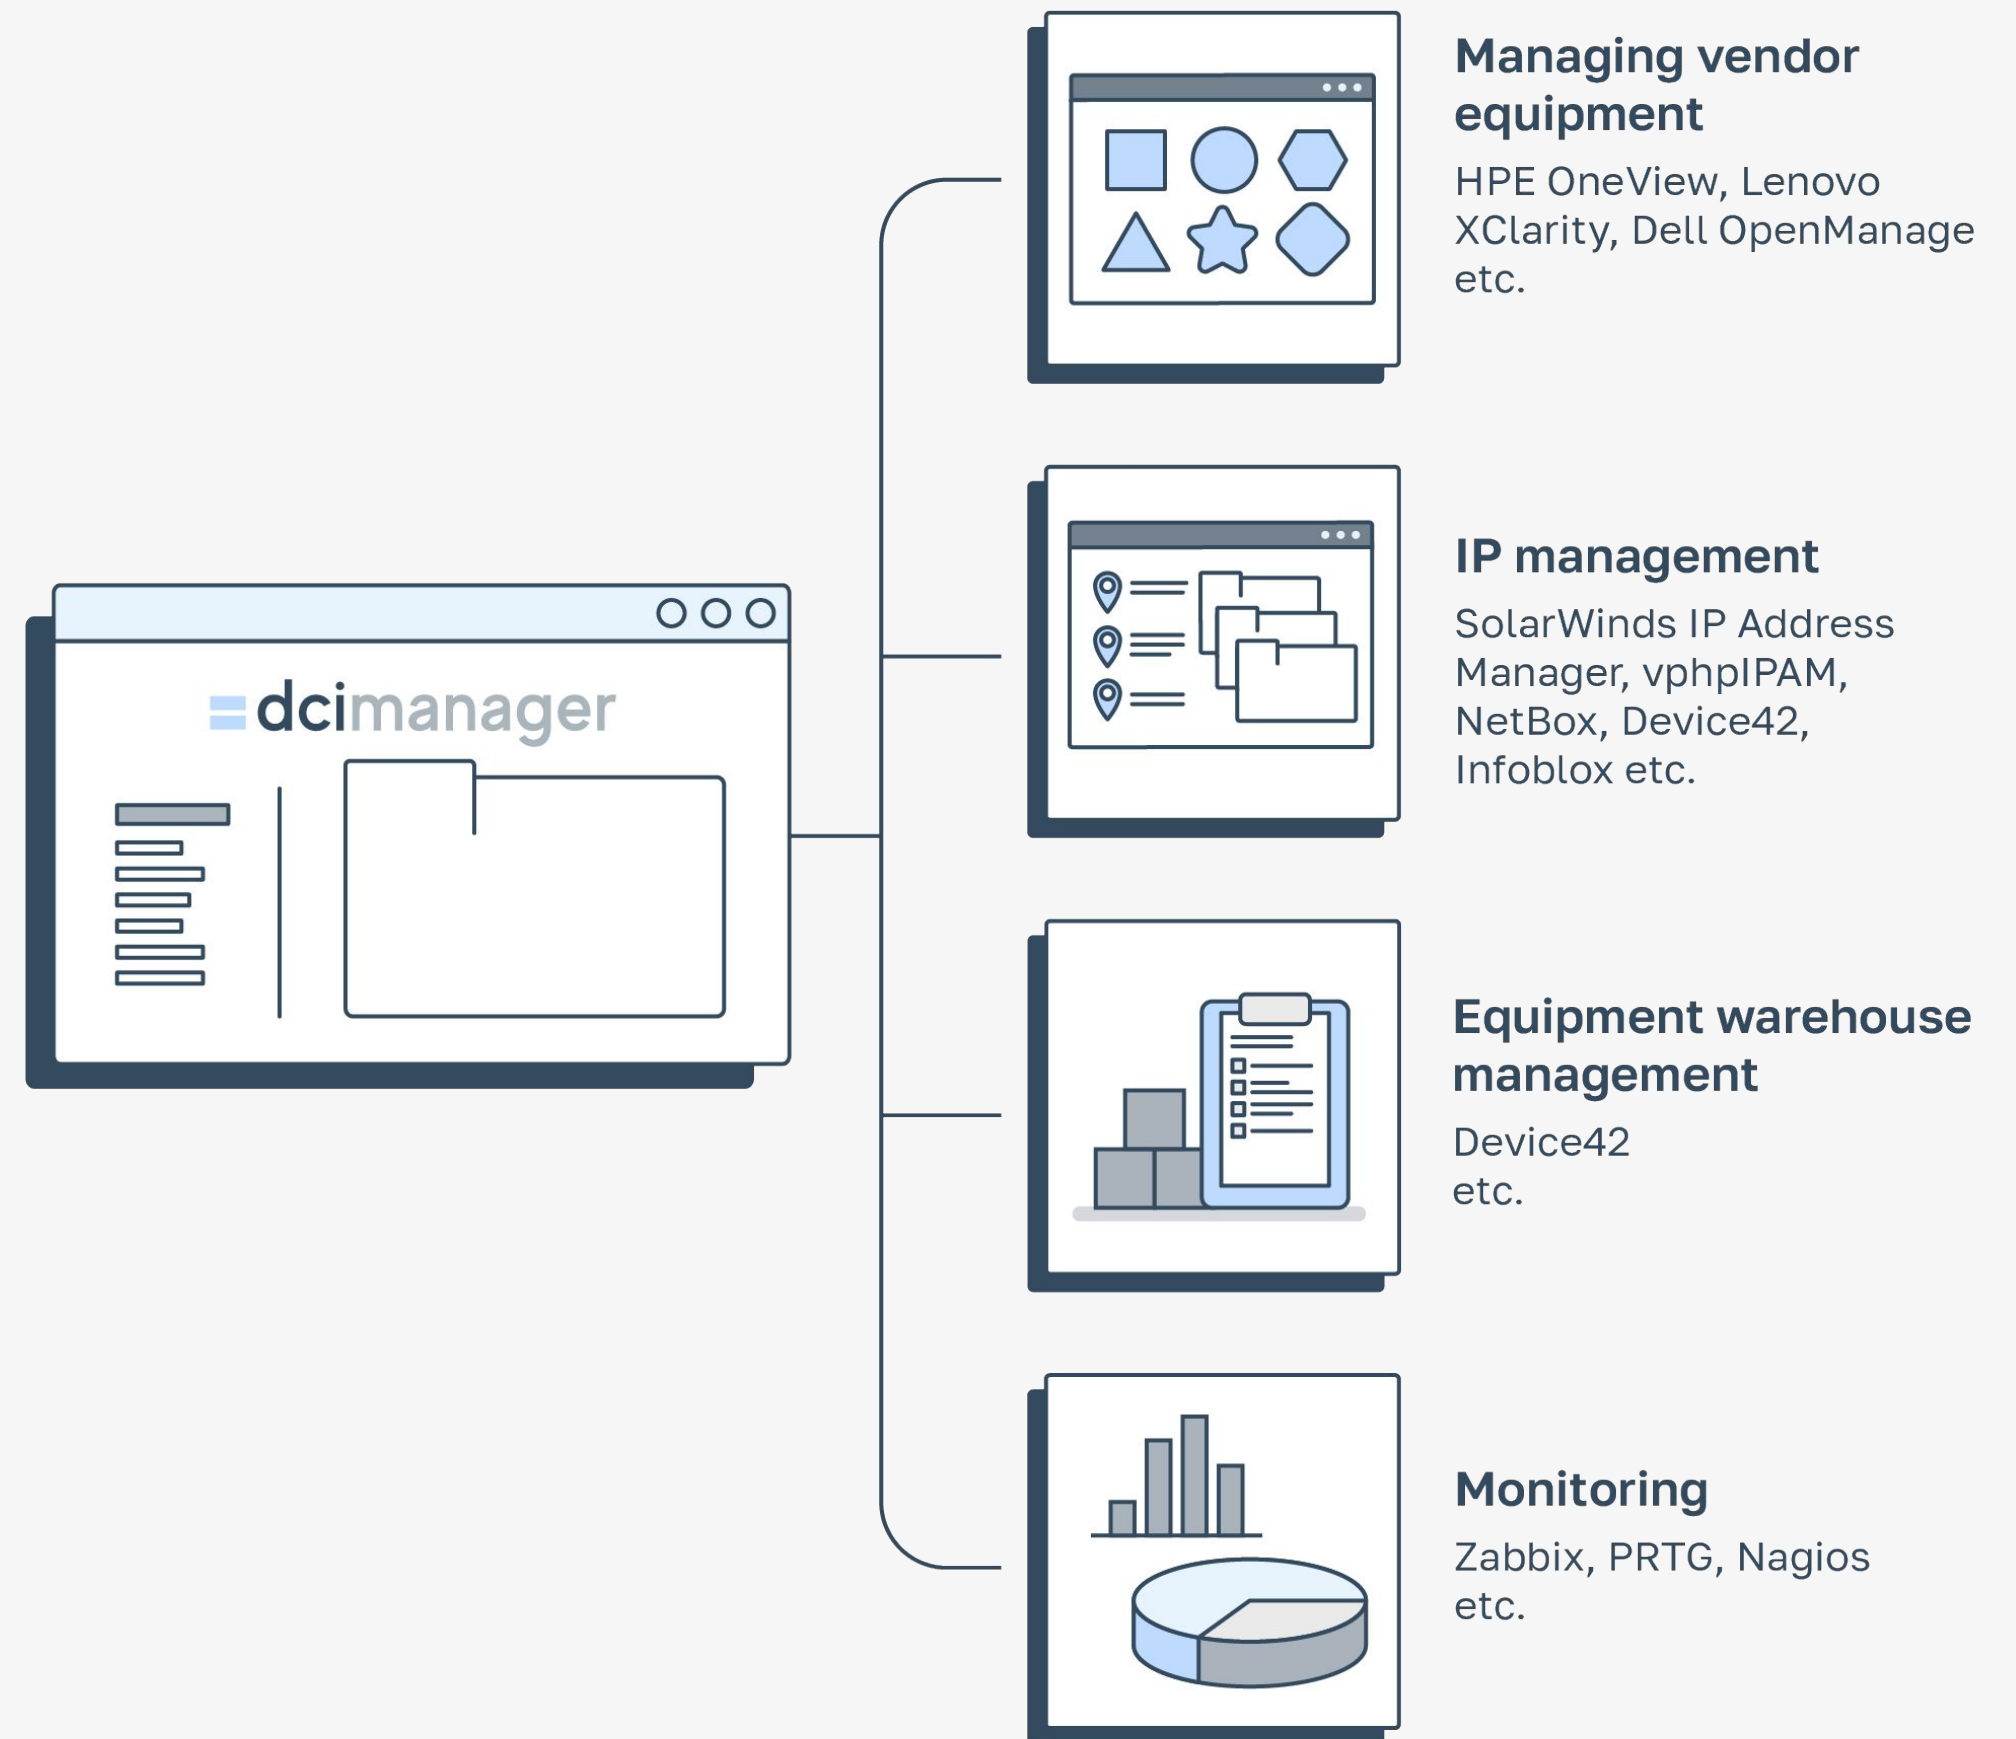 Managing vendor
equipment
HPE OneView, Lenovo
XClarity, Dell OpenManage
etc.
IP management
SolarWinds IP Address
Manager, vphpIPAM,
NetBox, Device42,
Infoblox etc.
dcimanager
Equipment warehouse
management
Device42
etc.
Monitoring
Zabbix, PRTG, Nagios
etc.